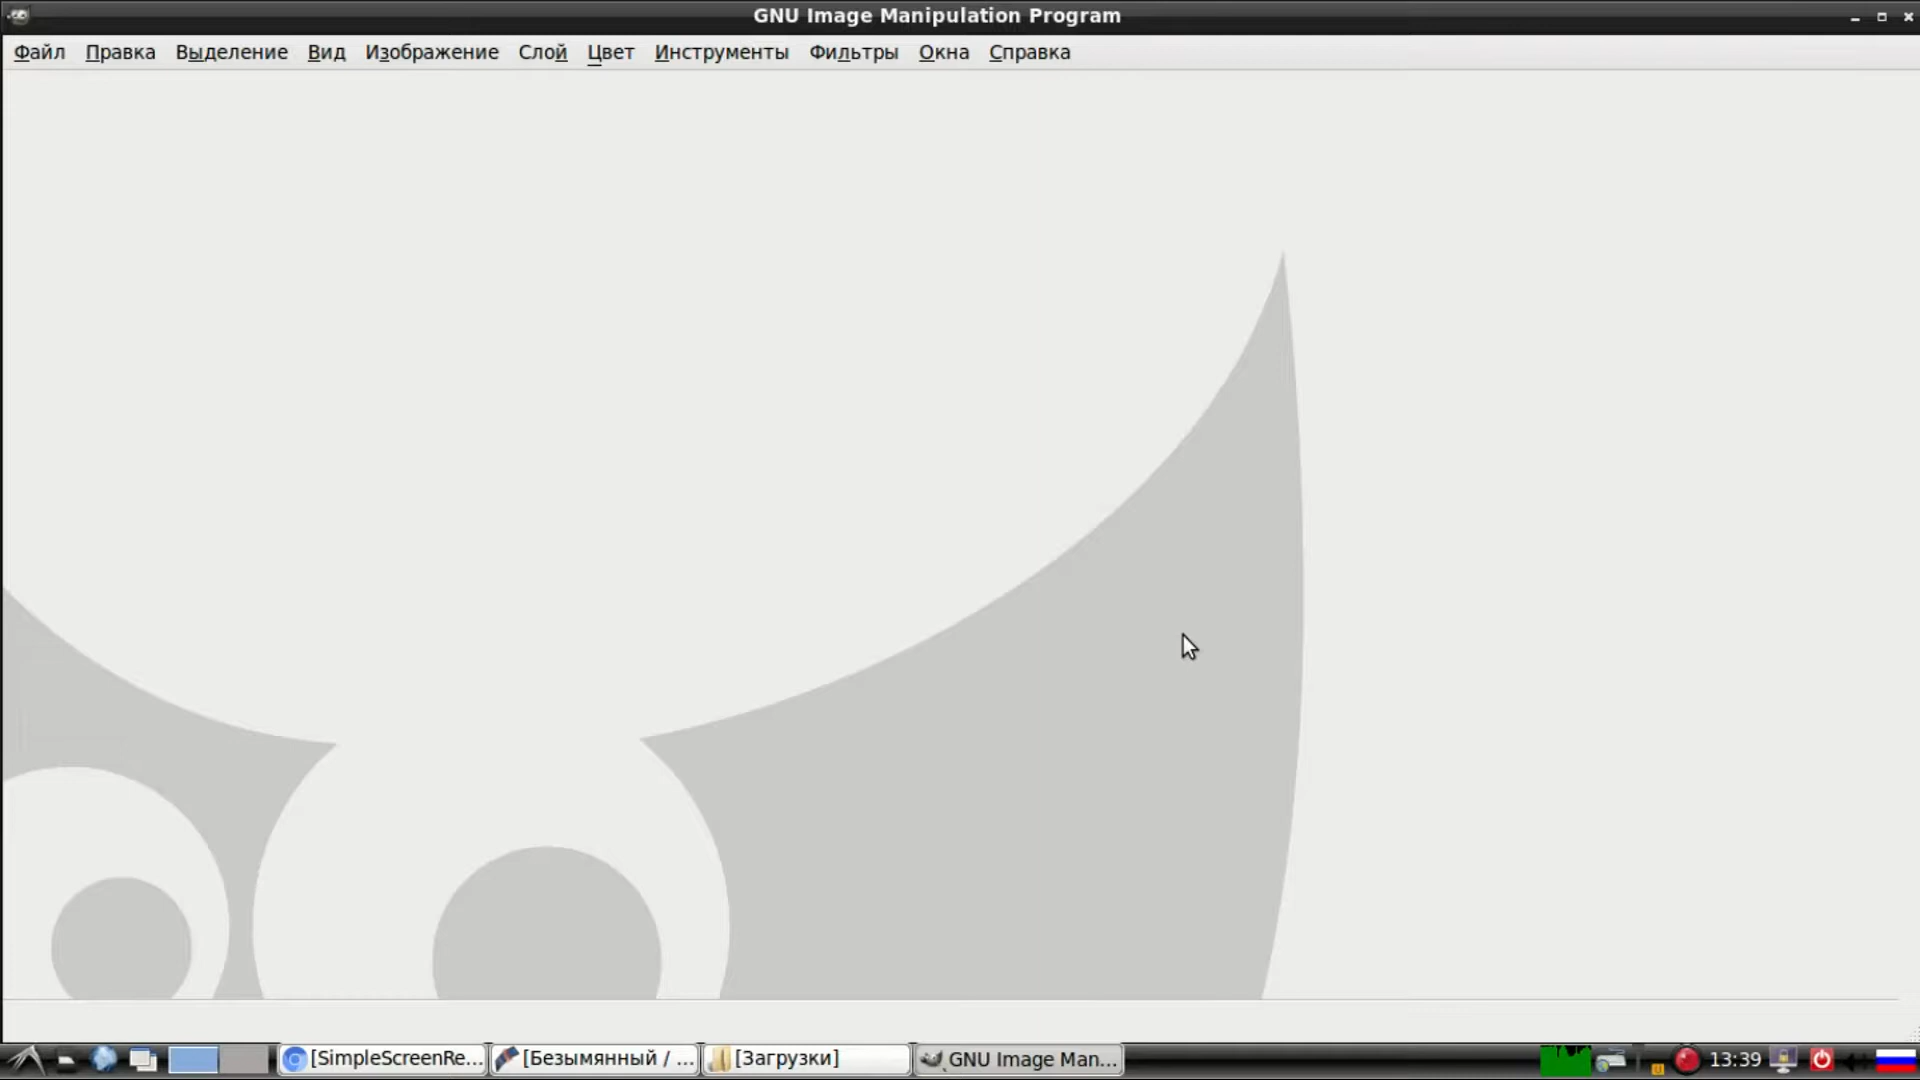 GNU Image Manipulation Program
Файл Правка Выделение Вид Изображение Слой Цвет Инструменты Фильтры Окна Справка
[SimpleScreenRe... [Безымянный / ... [Загрузки] GNU Image Man... U 13:39